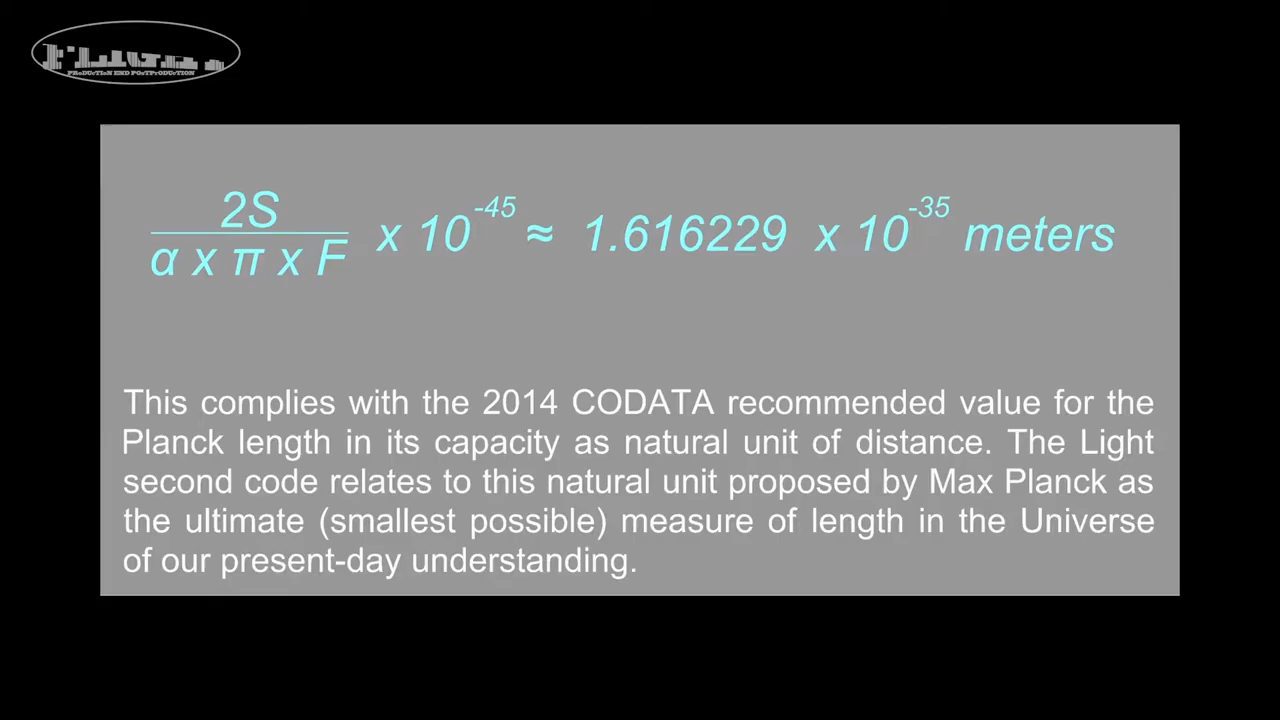 PRODUCTION END POSTPRODUCTION
2S
α x π x F
x 10-45 ≈ 1.616229 x 10-35 meters
This complies with the 2014 CODATA recommended value for the
Planck length in its capacity as natural unit of distance. The Light
second code relates to this natural unit proposed by Max Planck as
the ultimate (smallest possible) measure of length in the Universe
of our present-day understanding.